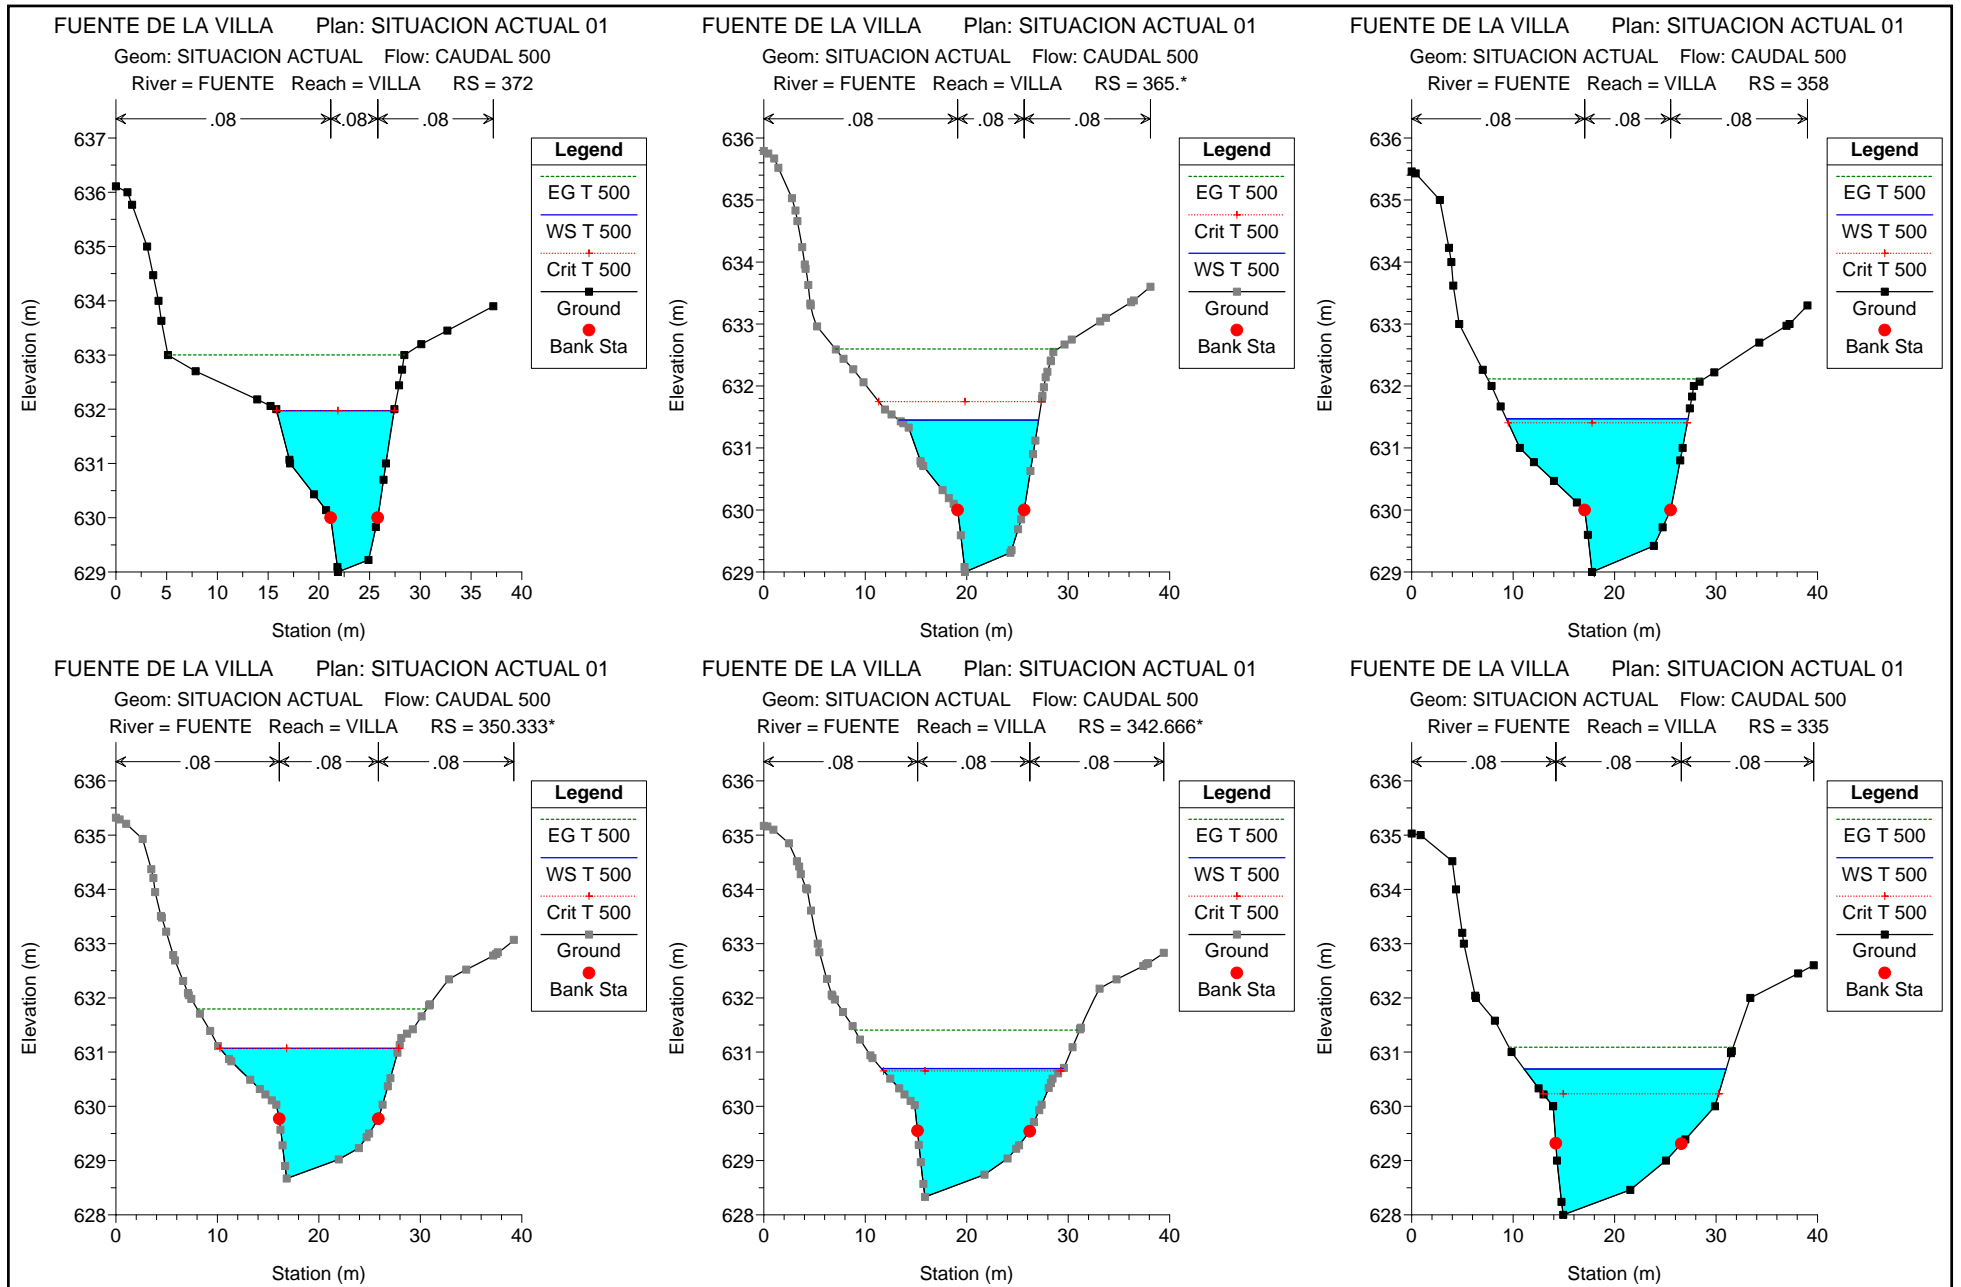 FUENTE DE LA VILLA Plan: SITUACION ACTUAL 01
Geom: SITUACION ACTUAL Flow: CAUDAL 500
River = FUENTE Reach = VILLA RS = 372
.08 .08 .08
637
636
635
634
633
632
631
630
629
0 5 10 15 20 25 30 35 40
Elevation (m)
Station (m)
Legend
EG T 500
WS T 500
Crit T 500
Ground
Bank Sta
FUENTE DE LA VILLA Plan: SITUACION ACTUAL 01
Geom: SITUACION ACTUAL Flow: CAUDAL 500
River = FUENTE Reach = VILLA RS = 365.*
.08 .08 .08
636
635
634
633
632
631
630
629
0 10 20 30 40
Elevation (m)
Station (m)
Legend
EG T 500
Crit T 500
WS T 500
Ground
Bank Sta
FUENTE DE LA VILLA Plan: SITUACION ACTUAL 01
Geom: SITUACION ACTUAL Flow: CAUDAL 500
River = FUENTE Reach = VILLA RS = 358
.08 .08 .08
636
635
634
633
632
631
630
629
0 10 20 30 40
Elevation (m)
Station (m)
Legend
EG T 500
WS T 500
Crit T 500
Ground
Bank Sta
FUENTE DE LA VILLA Plan: SITUACION ACTUAL 01
Geom: SITUACION ACTUAL Flow: CAUDAL 500
River = FUENTE Reach = VILLA RS = 350.333*
.08 .08 .08
636
635
634
633
632
631
630
629
628
0 10 20 30 40
Elevation (m)
Station (m)
Legend
EG T 500
WS T 500
Crit T 500
Ground
Bank Sta
FUENTE DE LA VILLA Plan: SITUACION ACTUAL 01
Geom: SITUACION ACTUAL Flow: CAUDAL 500
River = FUENTE Reach = VILLA RS = 342.666*
.08 .08 .08
636
635
634
633
632
631
630
629
628
0 10 20 30 40
Elevation (m)
Station (m)
Legend
EG T 500
WS T 500
Crit T 500
Ground
Bank Sta
FUENTE DE LA VILLA Plan: SITUACION ACTUAL 01
Geom: SITUACION ACTUAL Flow: CAUDAL 500
River = FUENTE Reach = VILLA RS = 335
.08 .08 .08
636
635
634
633
632
631
630
629
628
0 10 20 30 40
Elevation (m)
Station (m)
Legend
EG T 500
WS T 500
Crit T 500
Ground
Bank Sta